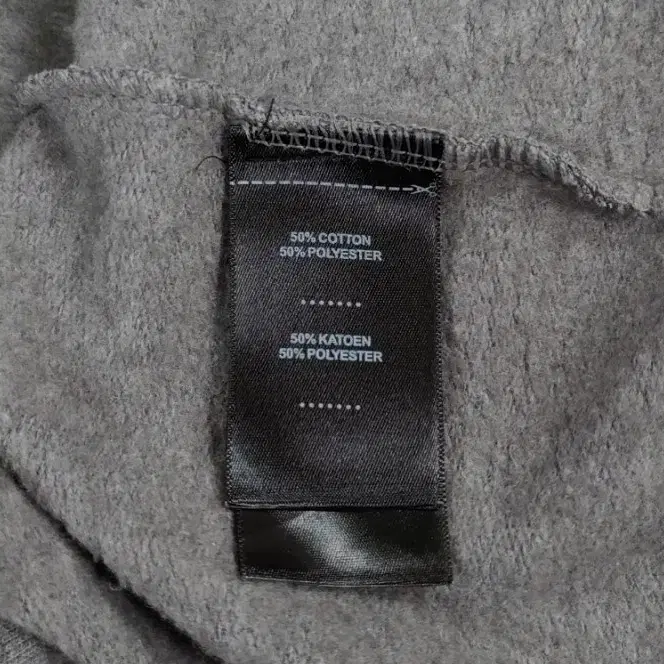 50% COTTON
50% POLYESTER
.......
50% KATOEN
50% POLYESTER
.......